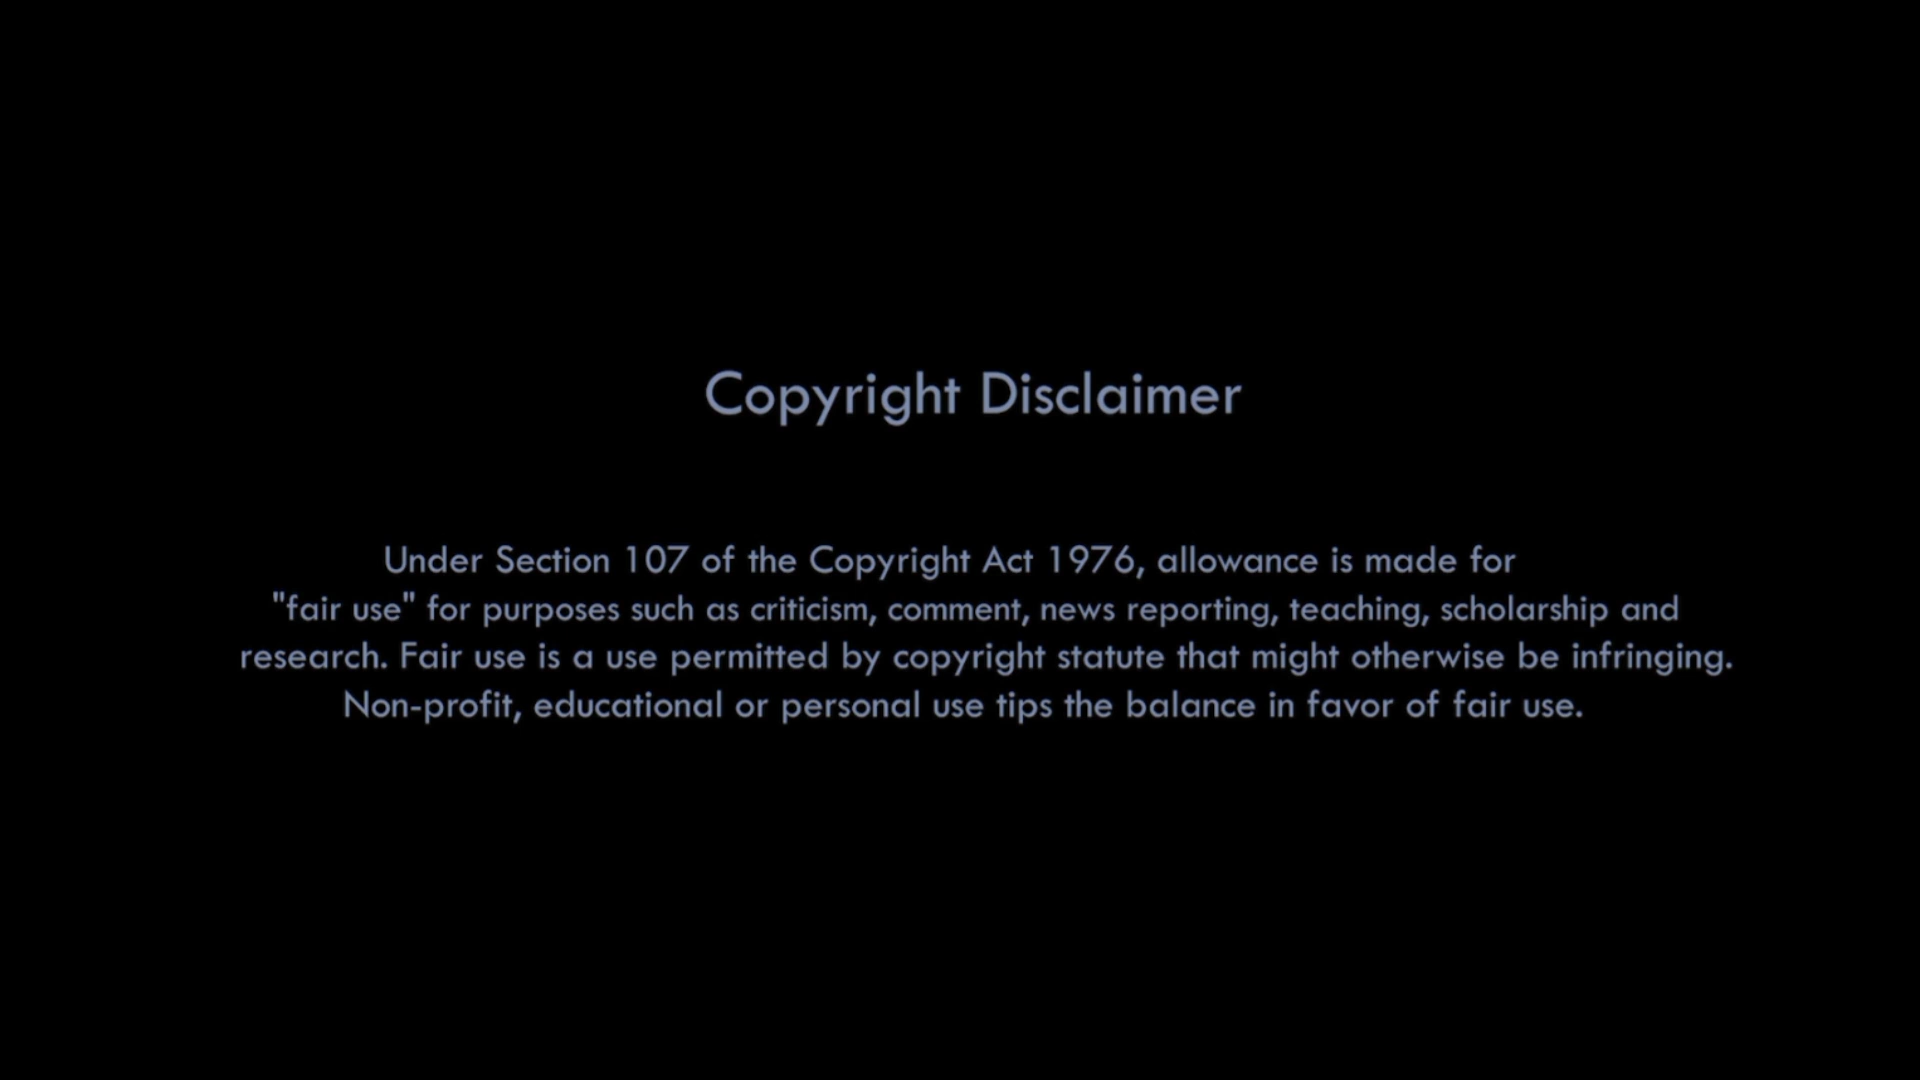 Copyright Disclaimer
Under Section 107 of the Copyright Act 1976, allowance is made for
"fair use" for purposes such as criticism, comment, news reporting, teaching, scholarship and
research. Fair use is a use permitted by copyright statute that might otherwise be infringing.
Non-profit, educational or personal use tips the balance in favor of fair use.